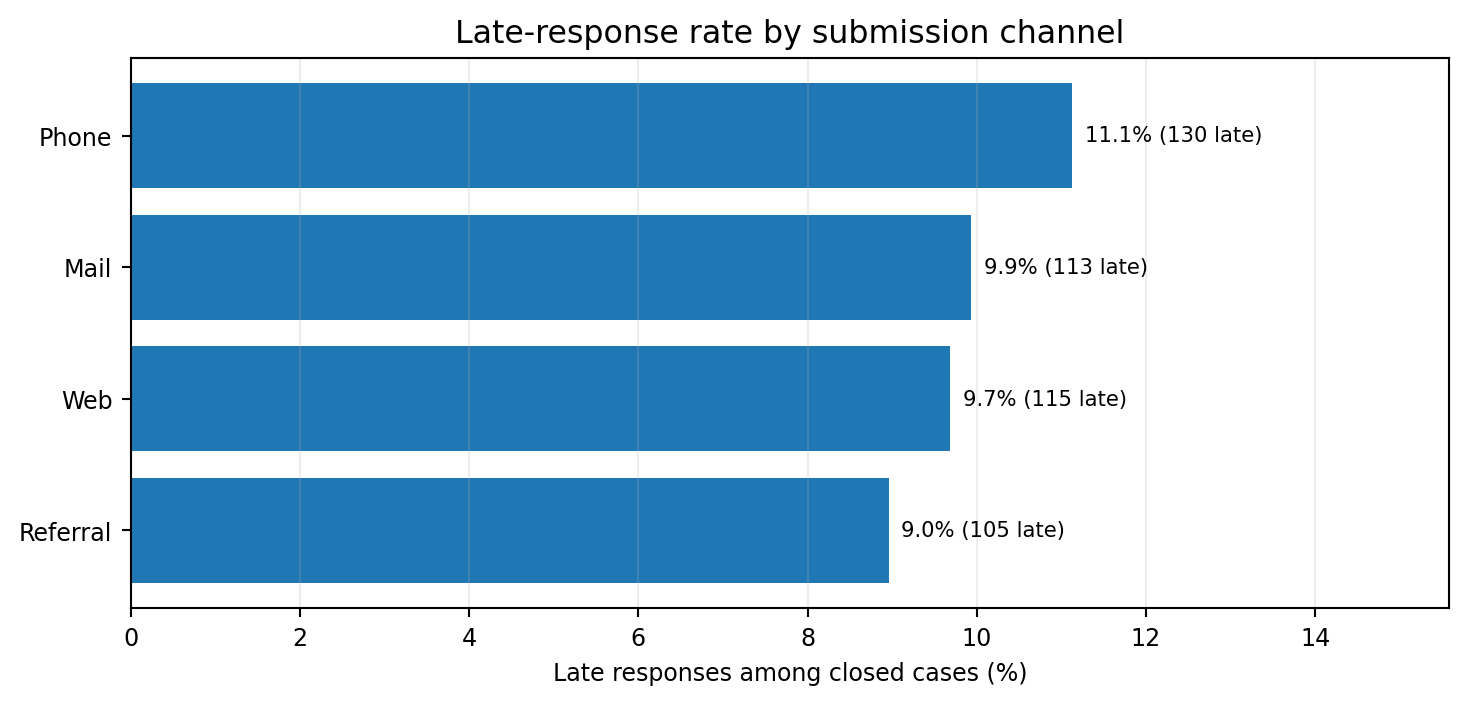 Late-response rate by submission channel
Phone
11.1% (130 late)
Mail
9.9% (113 late)
Web
9.7% (115 late)
Referral
9.0% (105 late)
0 2 4 6 8 10 12 14
Late responses among closed cases (%)